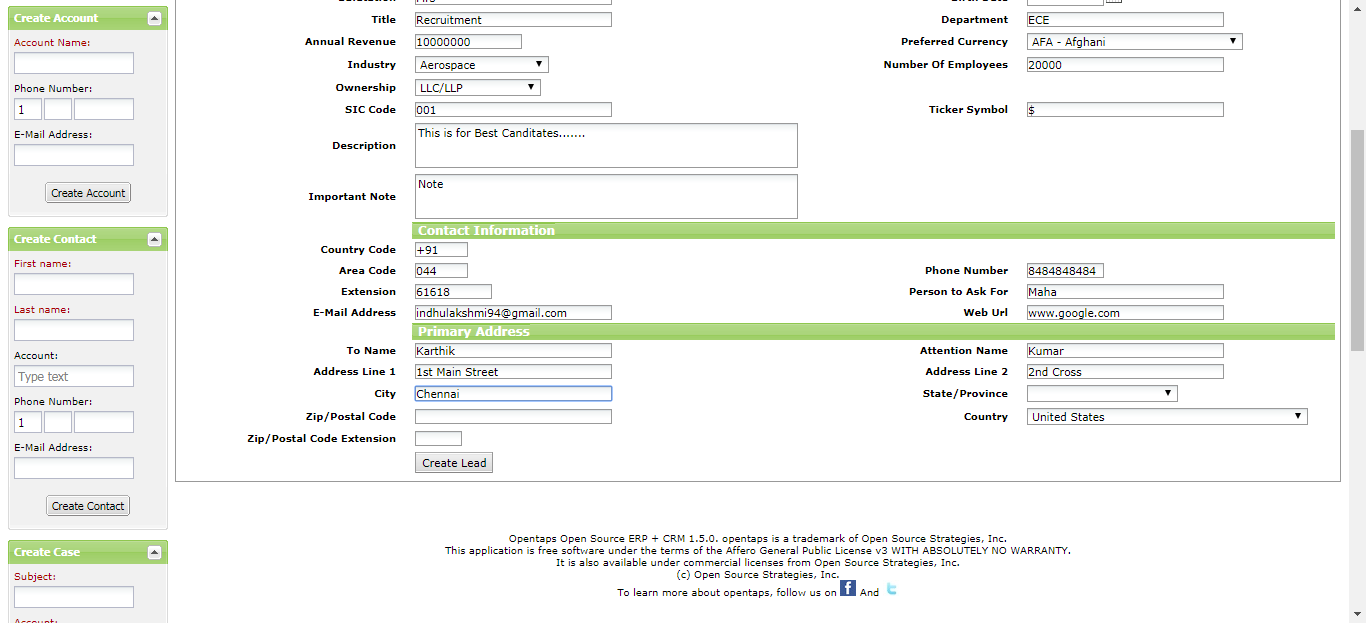 Create Account
Account Name:
Phone Number:
1
E-Mail Address:
Create Account
Create Contact
First name:
Last name:
Account:
Type text
Phone Number:
1
E-Mail Address:
Create Contact
Create Case
Subject:
Title Recruitment Department ECE
Annual Revenue 10000000 Preferred Currency AFA - Afghani
Industry Aerospace Number Of Employees 20000
Ownership LLC/LLP
SIC Code 001 Ticker Symbol $
Description This is for Best Canditates.......
Important Note Note
Contact Information
Country Code +91
Area Code 044 Phone Number 8484848484
Extension 61618 Person to Ask For Maha
E-Mail Address indhulakshmi94@gmail.com Web Url www.google.com
Primary Address
To Name Karthik Attention Name Kumar
Address Line 1 1st Main Street Address Line 2 2nd Cross
City Chennai State/Province
Zip/Postal Code Country United States
Zip/Postal Code Extension
Create Lead
Opentaps Open Source ERP + CRM 1.5.0. opentaps is a trademark of Open Source Strategies, Inc.
This application is free software under the terms of the Affero General Public License v3 WITH ABSOLUTELY NO WARRANTY.
It is also available under commercial licenses from Open Source Strategies, Inc.
(c) Open Source Strategies, Inc.
To learn more about opentaps, follow us on f And t